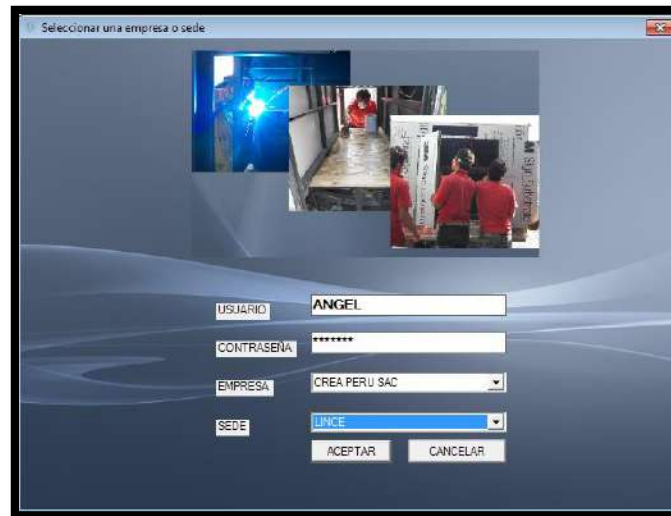 Seleccionar una empresa o sede
USUARIO
ANGEL
CONTRASEÑA
*******
EMPRESA
CREA PERU SAC
SEDE
LINCE
ACEPTAR
CANCELAR